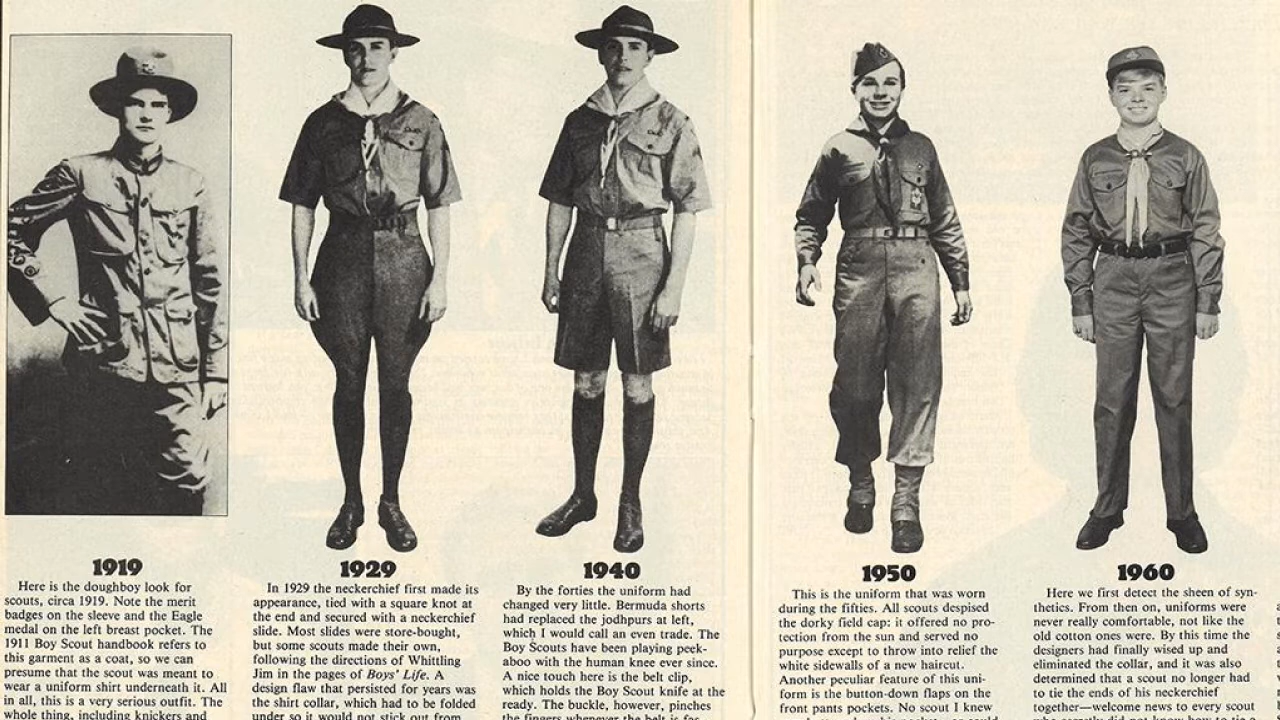 1919
Here is the doughboy look for
scouts, circa 1919. Note the merit
badges on the sleeve and the Eagle
medal on the left breast pocket. The
1911 Boy Scout handbook refers to
this garment as a coat, so we can
presume that the scout was meant to
wear a uniform shirt underneath it. All
in all, this is a very serious outfit. The
whole thing, including knickers and
1929
In 1929 the neckerchief first made its
appearance, tied with a square knot at
the end and secured with a neckerchief
slide. Most slides were store-bought,
but some scouts made their own,
following the directions of Whittling
Jim in the pages of Boys' Life. A
design flaw that persisted for years was
the shirt collar, which had to be folded
under so it would not stick out from
1940
By the forties the uniform had
changed very little. Bermuda shorts
had replaced the jodhpurs at left,
which I would call an even trade. The
Boy Scouts have been playing peek-
aboo with the human knee ever since.
A nice touch here is the belt clip,
which holds the Boy Scout knife at the
ready. The buckle, however, pinches
the fingers whenever the belt is fas-
1950
This is the uniform that was worn
during the fifties. All scouts despised
the dorky field cap: it offered no pro-
tection from the sun and served no
purpose except to throw into relief the
white sidewalls of a new haircut.
Another peculiar feature of this uni-
form is the button-down flaps on the
front pants pockets. No scout I knew
1960
Here we first detect the sheen of syn-
thetics. From then on, uniforms were
never really comfortable, not like the
old cotton ones were. By this time the
designers had finally wised up and
eliminated the collar, and it was also
determined that a scout no longer had
to tie the ends of his neckerchief
together—welcome news to every scout